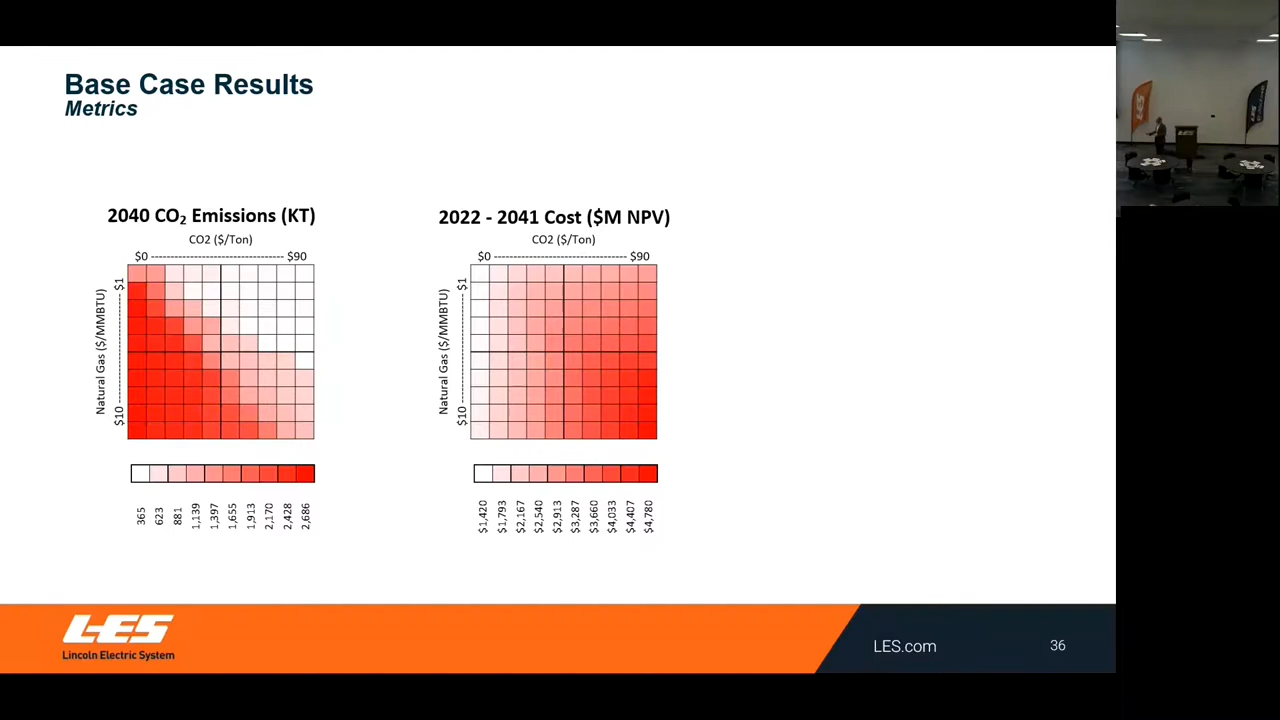 Base Case Results
Metrics
2040 CO₂ Emissions (KT)
CO2 ($/Ton)
$0 ------------------------------- $90
Natural Gas ($/MMBTU)
$10 -------------------- $1
365 623 881 1,139 1,397 1,655 1,913 2,170 2,428 2,686
2022 - 2041 Cost ($M NPV)
CO2 ($/Ton)
$0 ------------------------------- $90
Natural Gas ($/MMBTU)
$10 -------------------- $1
$1,420 $1,793 $2,167 $2,540 $2,913 $3,287 $3,660 $4,033 $4,407 $4,780
LES
Lincoln Electric System
LES.com
36
LES